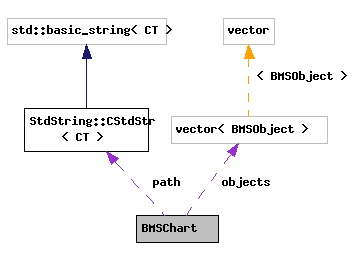 std::basic_string< CT >
vector
< BMSObject >
StdString::CStdStr
< CT >
vector< BMSObject >
path
objects
BMSChart